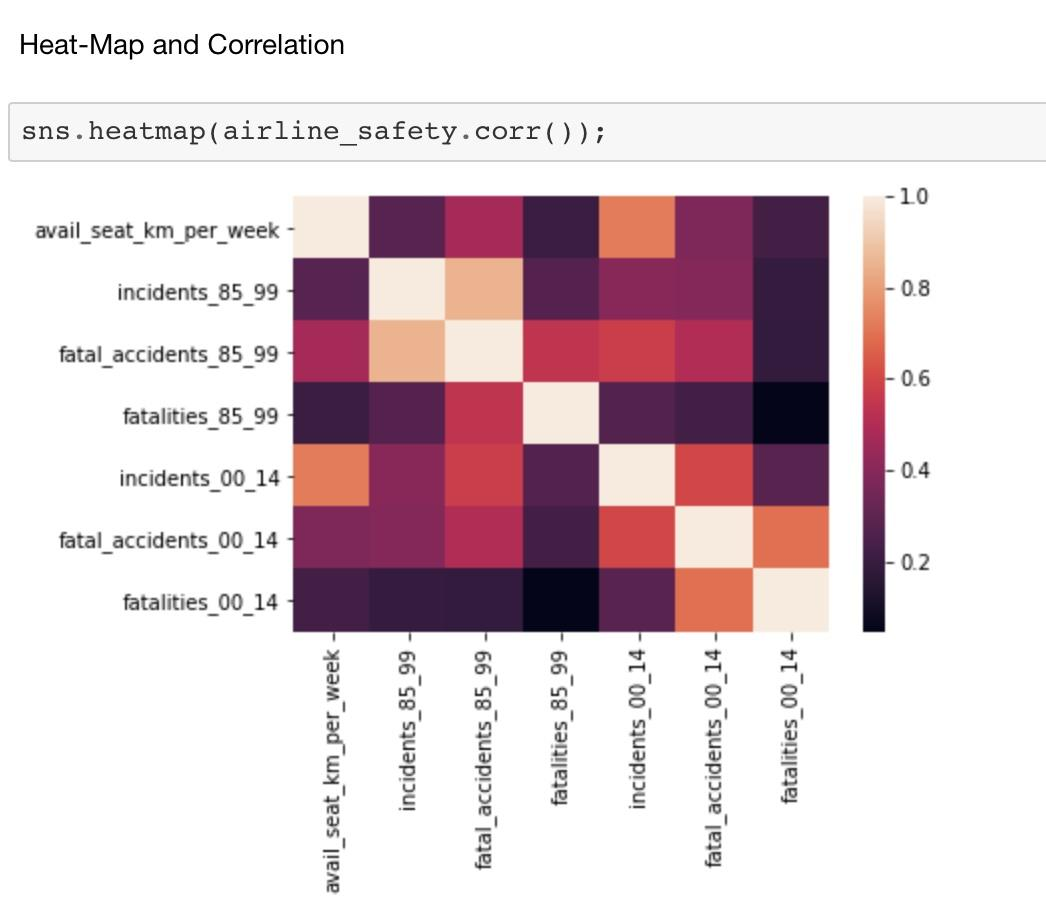 Heat-Map and Correlation
sns.heatmap(airline_safety.corr());
avail_seat_km_per_week
incidents_85_99
fatal_accidents_85_99
fatalities_85_99
incidents_00_14
fatal_accidents_00_14
fatalities_00_14
1.0
0.8
0.6
0.4
0.2
avail_seat_km_per_week
incidents_85_99
fatal_accidents_85_99
fatalities_85_99
incidents_00_14
fatal_accidents_00_14
fatalities_00_14